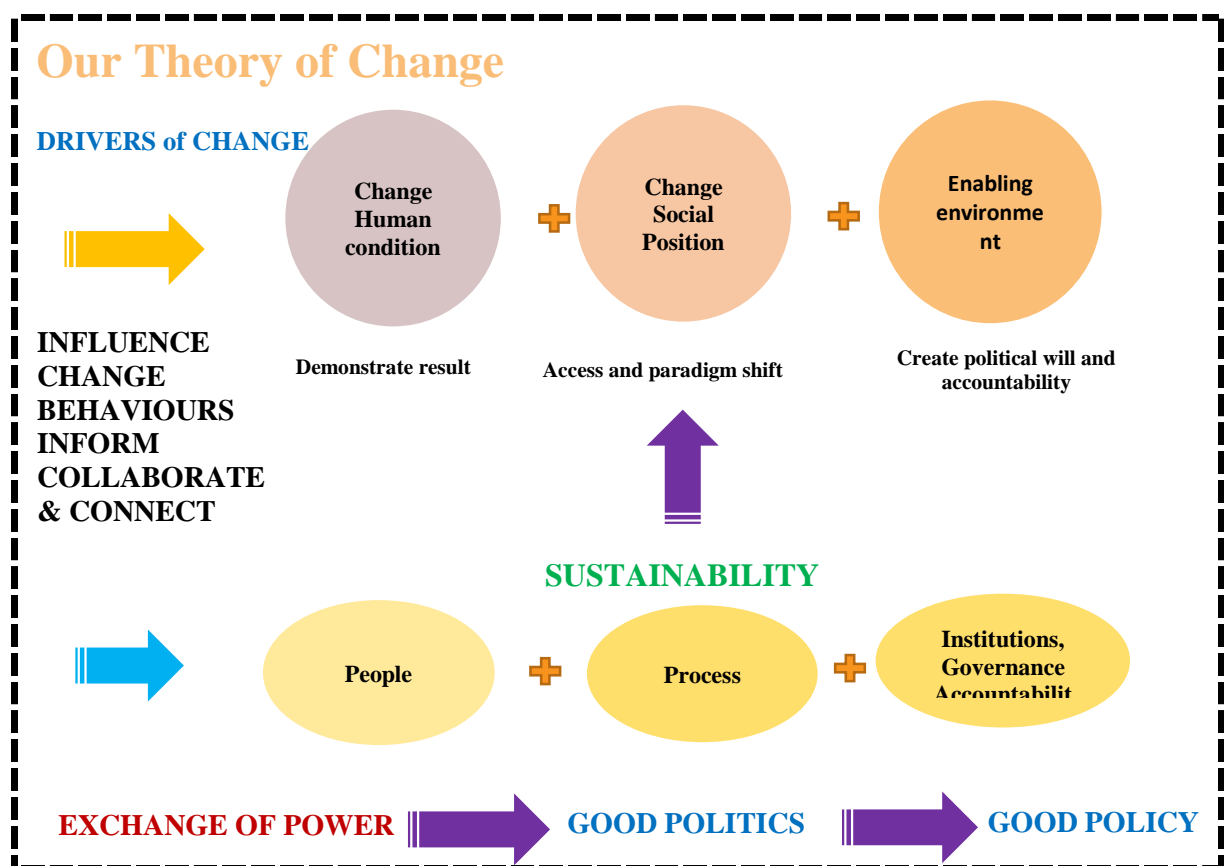 Our Theory of Change
DRIVERS of CHANGE
Change
Human
condition
Change
Social
Position
Enabling
environme
nt
INFLUENCE
CHANGE
BEHAVIOURS
INFORM
COLLABORATE
& CONNECT
Demonstrate result
Access and paradigm shift
Create political will and
accountability
SUSTAINABILITY
People
Process
Institutions,
Governance
Accountabilit
EXCHANGE OF POWER
GOOD POLITICS
GOOD POLICY